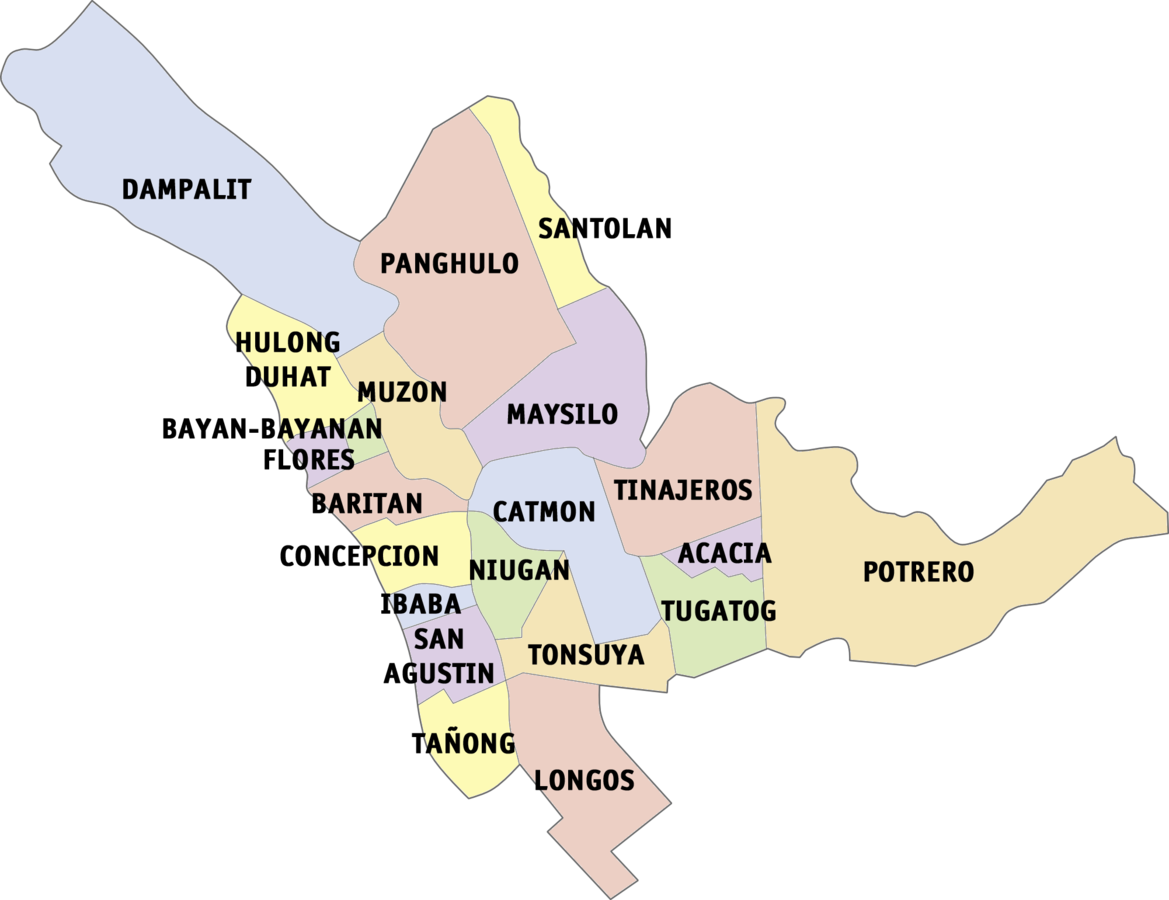 DAMPALIT
SANTOLAN
PANGHULO
HULONG
DUHAT
MUZON
MAYSILO
BAYAN-BAYANAN
FLORES
TINAJEROS
BARITAN
CATMON
CONCEPCION
ACACIA
NIUGAN
POTRERO
IBABA
TUGATOG
SAN
AGUSTIN
TONSUYA
TAÑONG
LONGOS